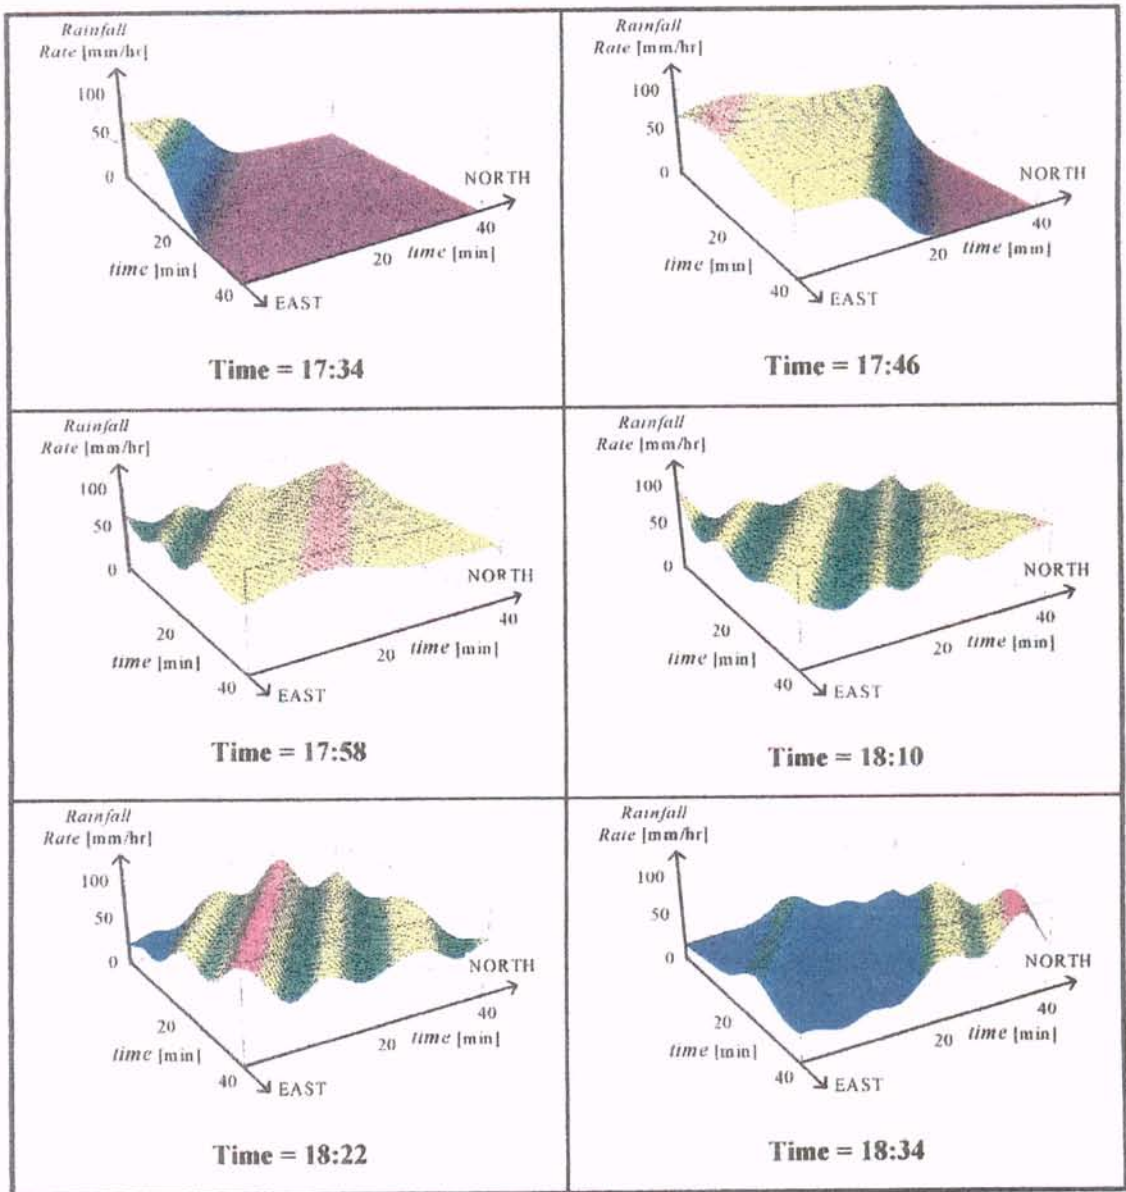 Rainfall
Rate [mm/hr]
100
50
0
20
time [min]
40
EAST
20
time [min]
40
NORTH
Time = 17:34
Rainfall
Rate [mm/hr]
100
50
0
20
time [min]
40
EAST
20
time [min]
40
NORTH
Time = 17:46
Rainfall
Rate [mm/hr]
100
50
0
20
time [min]
40
EAST
20
time [min]
40
NORTH
Time = 17:58
Rainfall
Rate [mm/hr]
100
50
0
20
time [min]
40
EAST
20
time [min]
40
NORTH
Time = 18:10
Rainfall
Rate [mm/hr]
100
50
0
20
time [min]
40
EAST
20
time [min]
40
NORTH
Time = 18:22
Rainfall
Rate [mm/hr]
100
50
0
20
time [min]
40
EAST
20
time [min]
40
NORTH
Time = 18:34